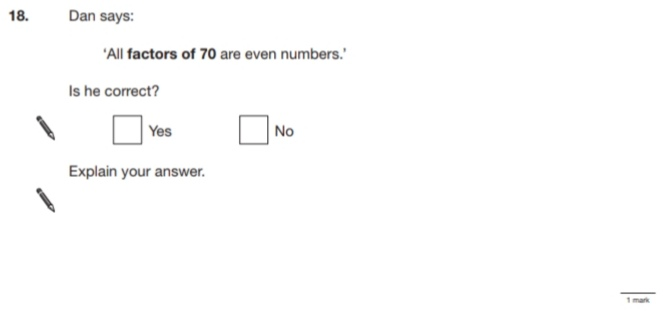 18. Dan says:
‘All factors of 70 are even numbers.’
Is he correct?
Yes No
Explain your answer.
1 mark